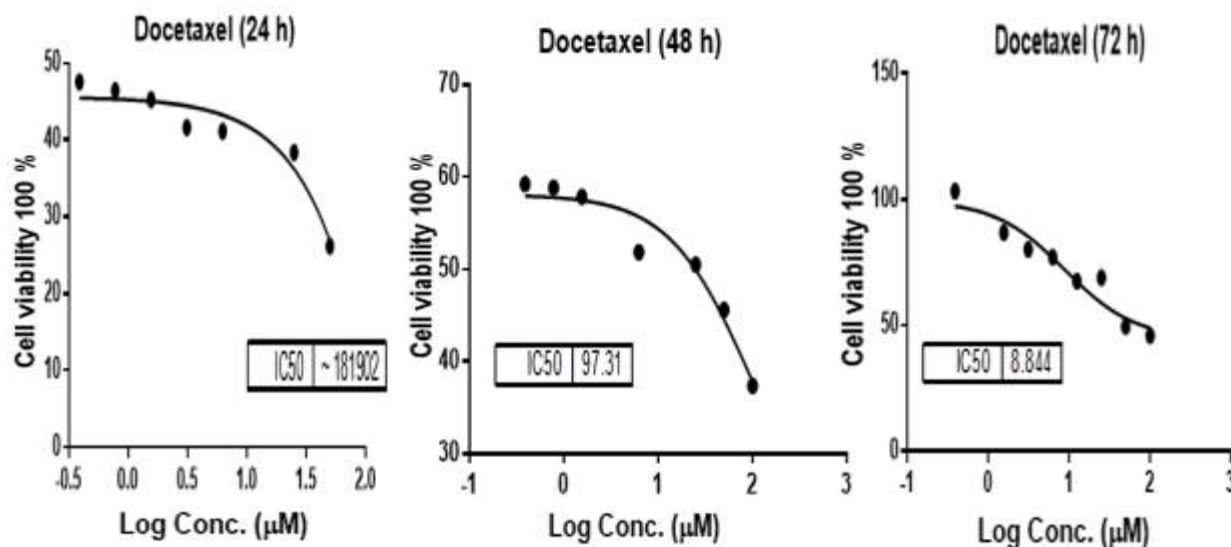 Docetaxel (24 h)
Cell viability 100 %
50
40
30
20
10
0
-0.5 0.0 0.5 1.0 1.5 2.0
Log Conc. (μM)
IC50 ~ 181902
Docetaxel (48 h)
Cell viability 100 %
70
60
50
40
30
-1 0 1 2 3
Log Conc. (μM)
IC50 97.31
Docetaxel (72 h)
Cell viability 100 %
150
100
50
0
-1 0 1 2 3
Log Conc. (μM)
IC50 8.844